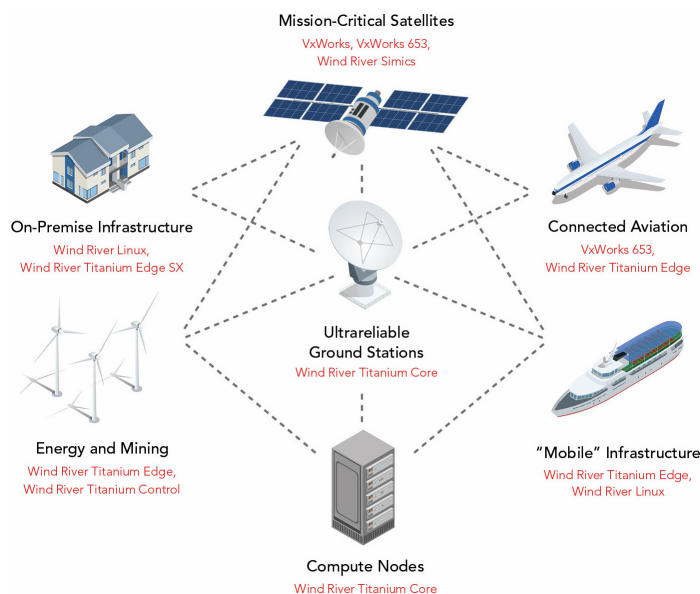 Mission-Critical Satellites
VxWorks, VxWorks 653,
Wind River Simics
On-Premise Infrastructure
Wind River Linux,
Wind River Titanium Edge SX
Connected Aviation
VxWorks 653,
Wind River Titanium Edge
Ultrareliable
Ground Stations
Wind River Titanium Core
Energy and Mining
Wind River Titanium Edge,
Wind River Titanium Control
“Mobile” Infrastructure
Wind River Titanium Edge,
Wind River Linux
Compute Nodes
Wind River Titanium Core